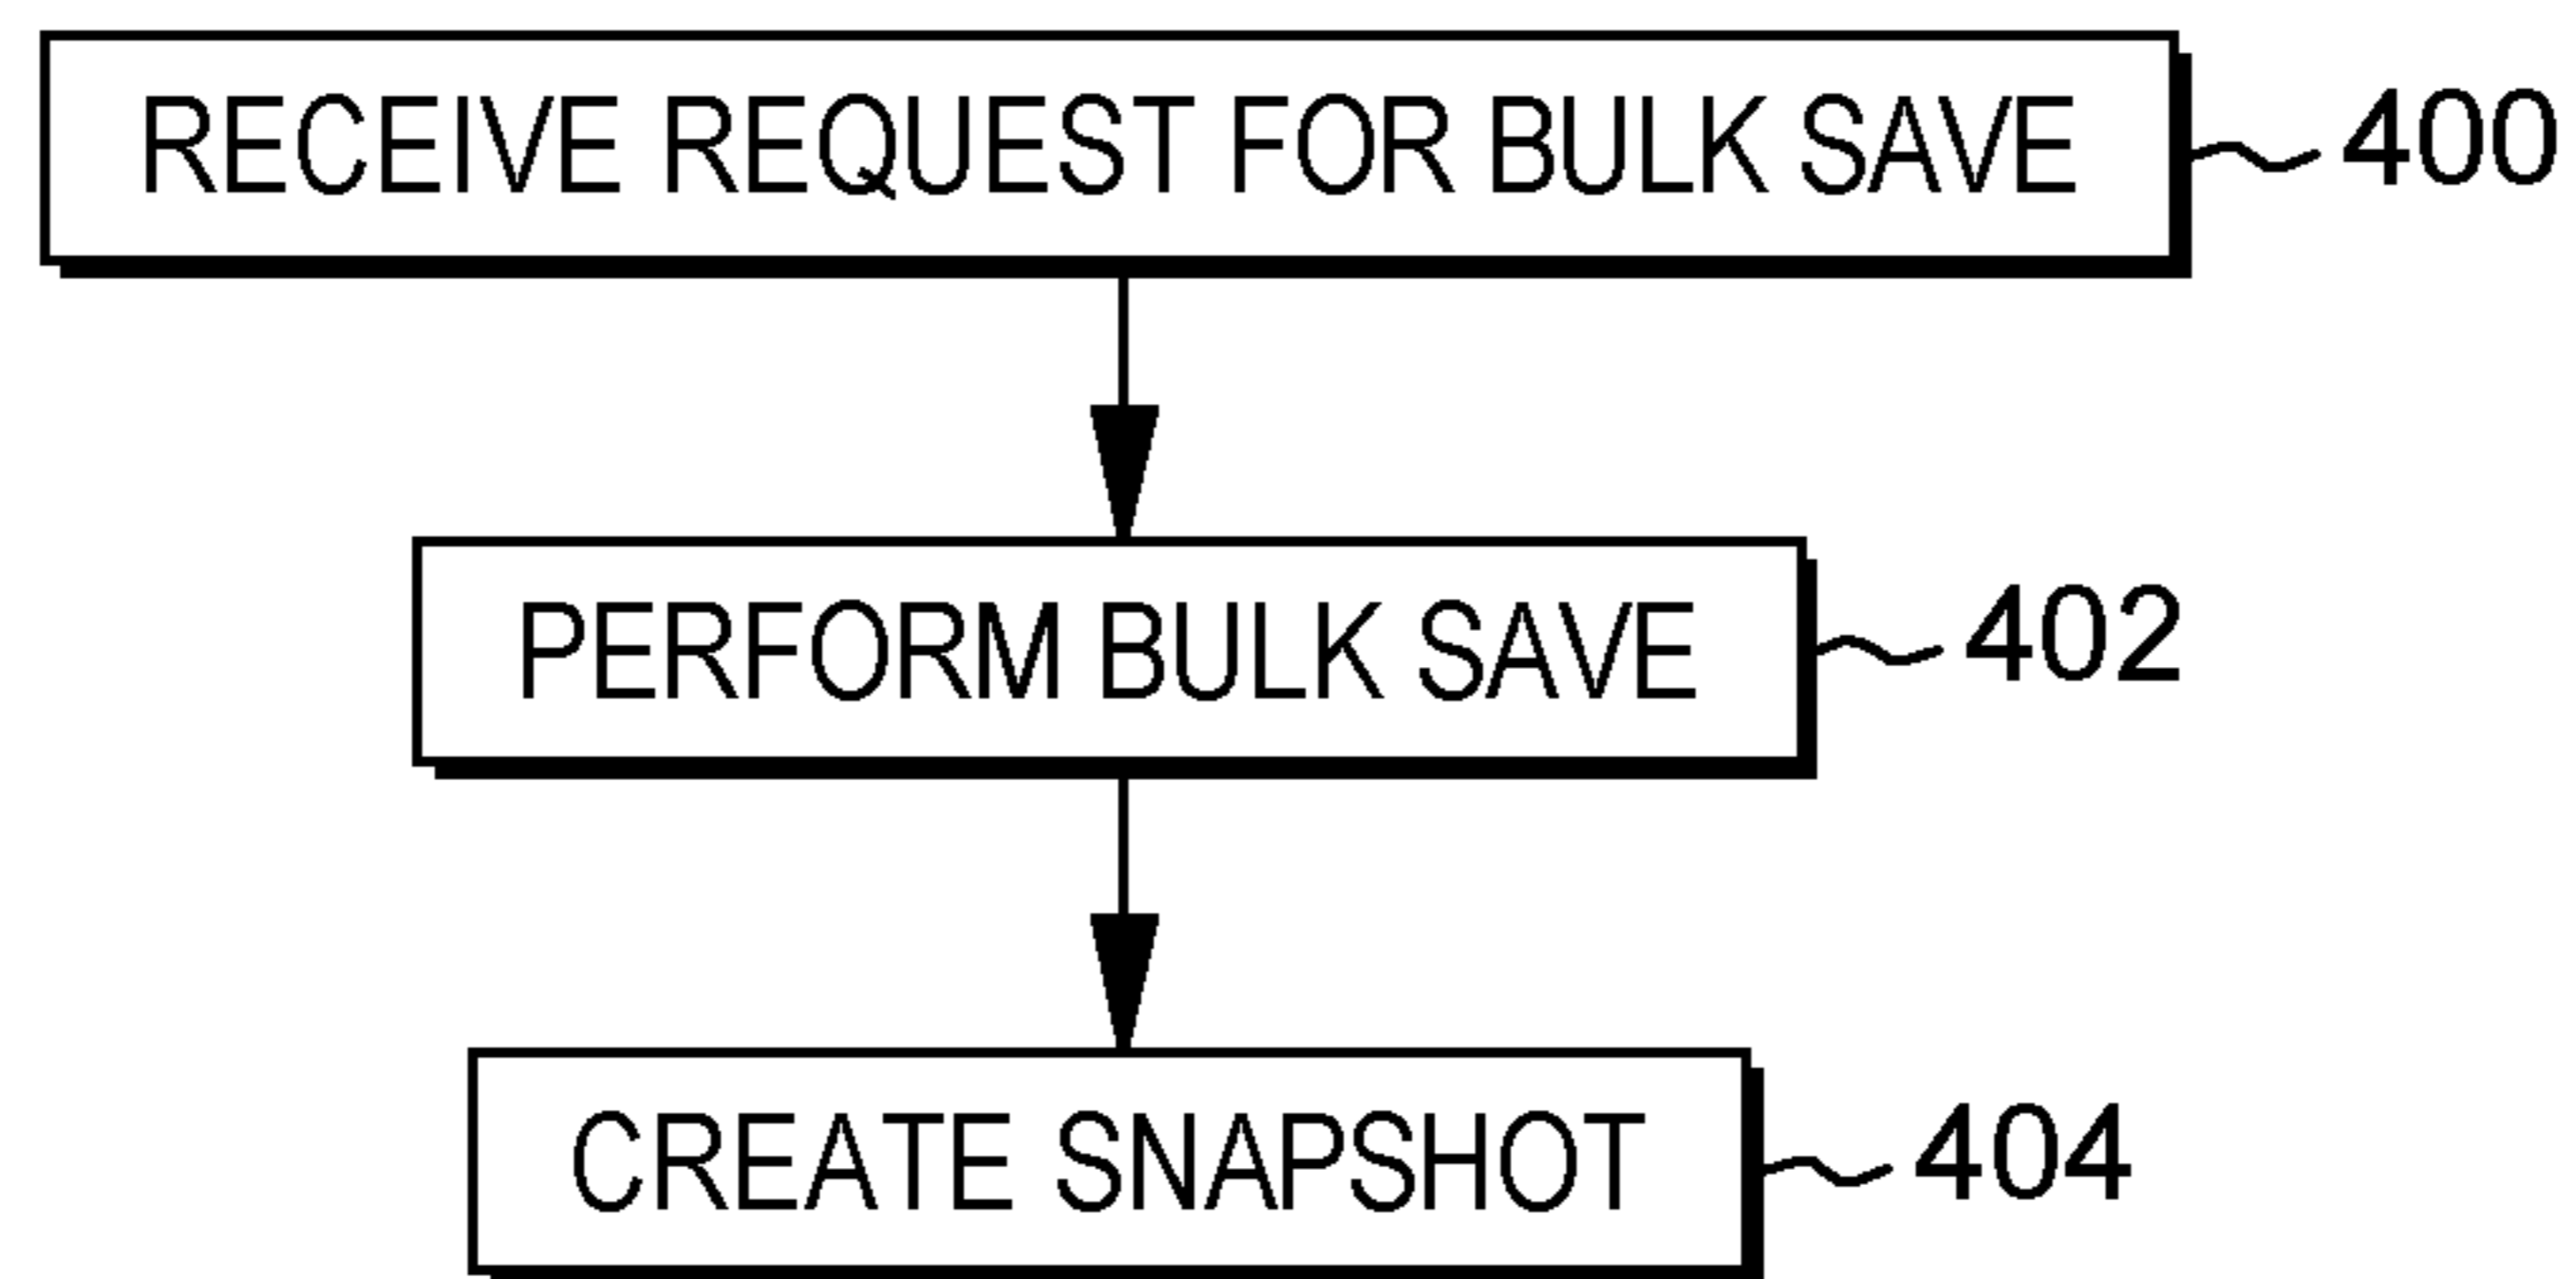 RECEIVE REQUEST FOR BULK SAVE 400
PERFORM BULK SAVE 402
CREATE SNAPSHOT 404